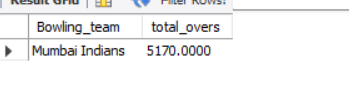 Result Grid Filter Rows:
Bowling_team total_overs
Mumbai Indians 5170.0000